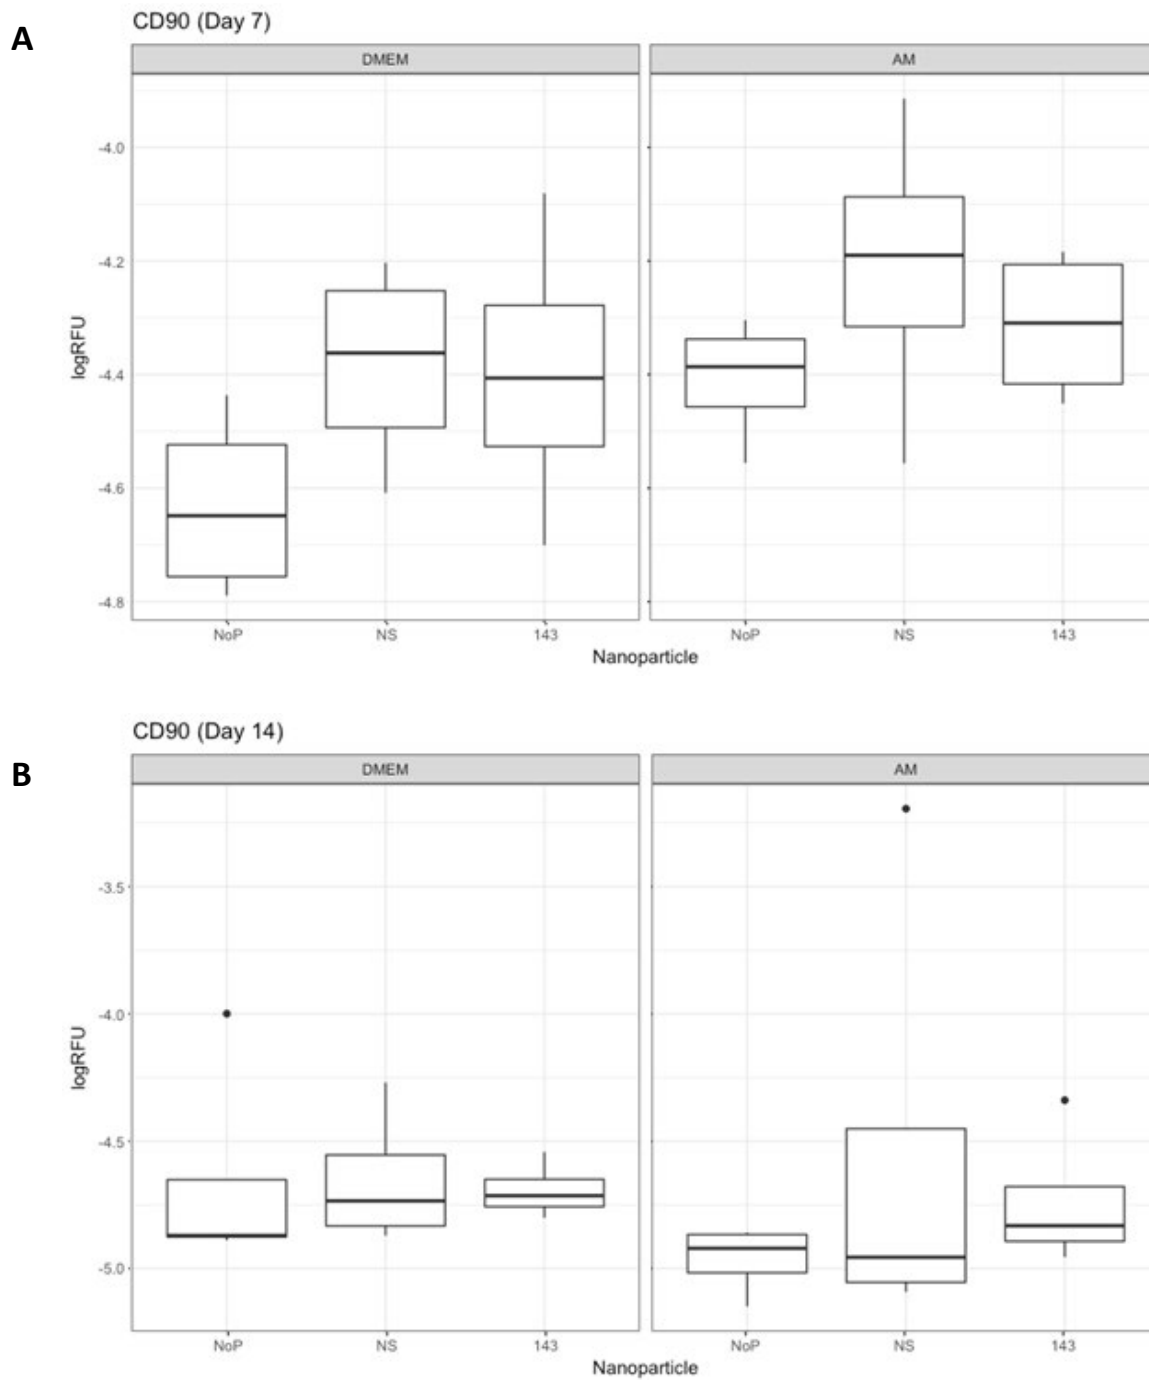 A
CD90 (Day 7)
DMEM
AM
logRFU
-4.0
-4.2
-4.4
-4.6
-4.8
NoP NS 143 NoP NS 143
Nanoparticle
B
CD90 (Day 14)
DMEM
AM
logRFU
-3.5
-4.0
-4.5
-5.0
NoP NS 143 NoP NS 143
Nanoparticle